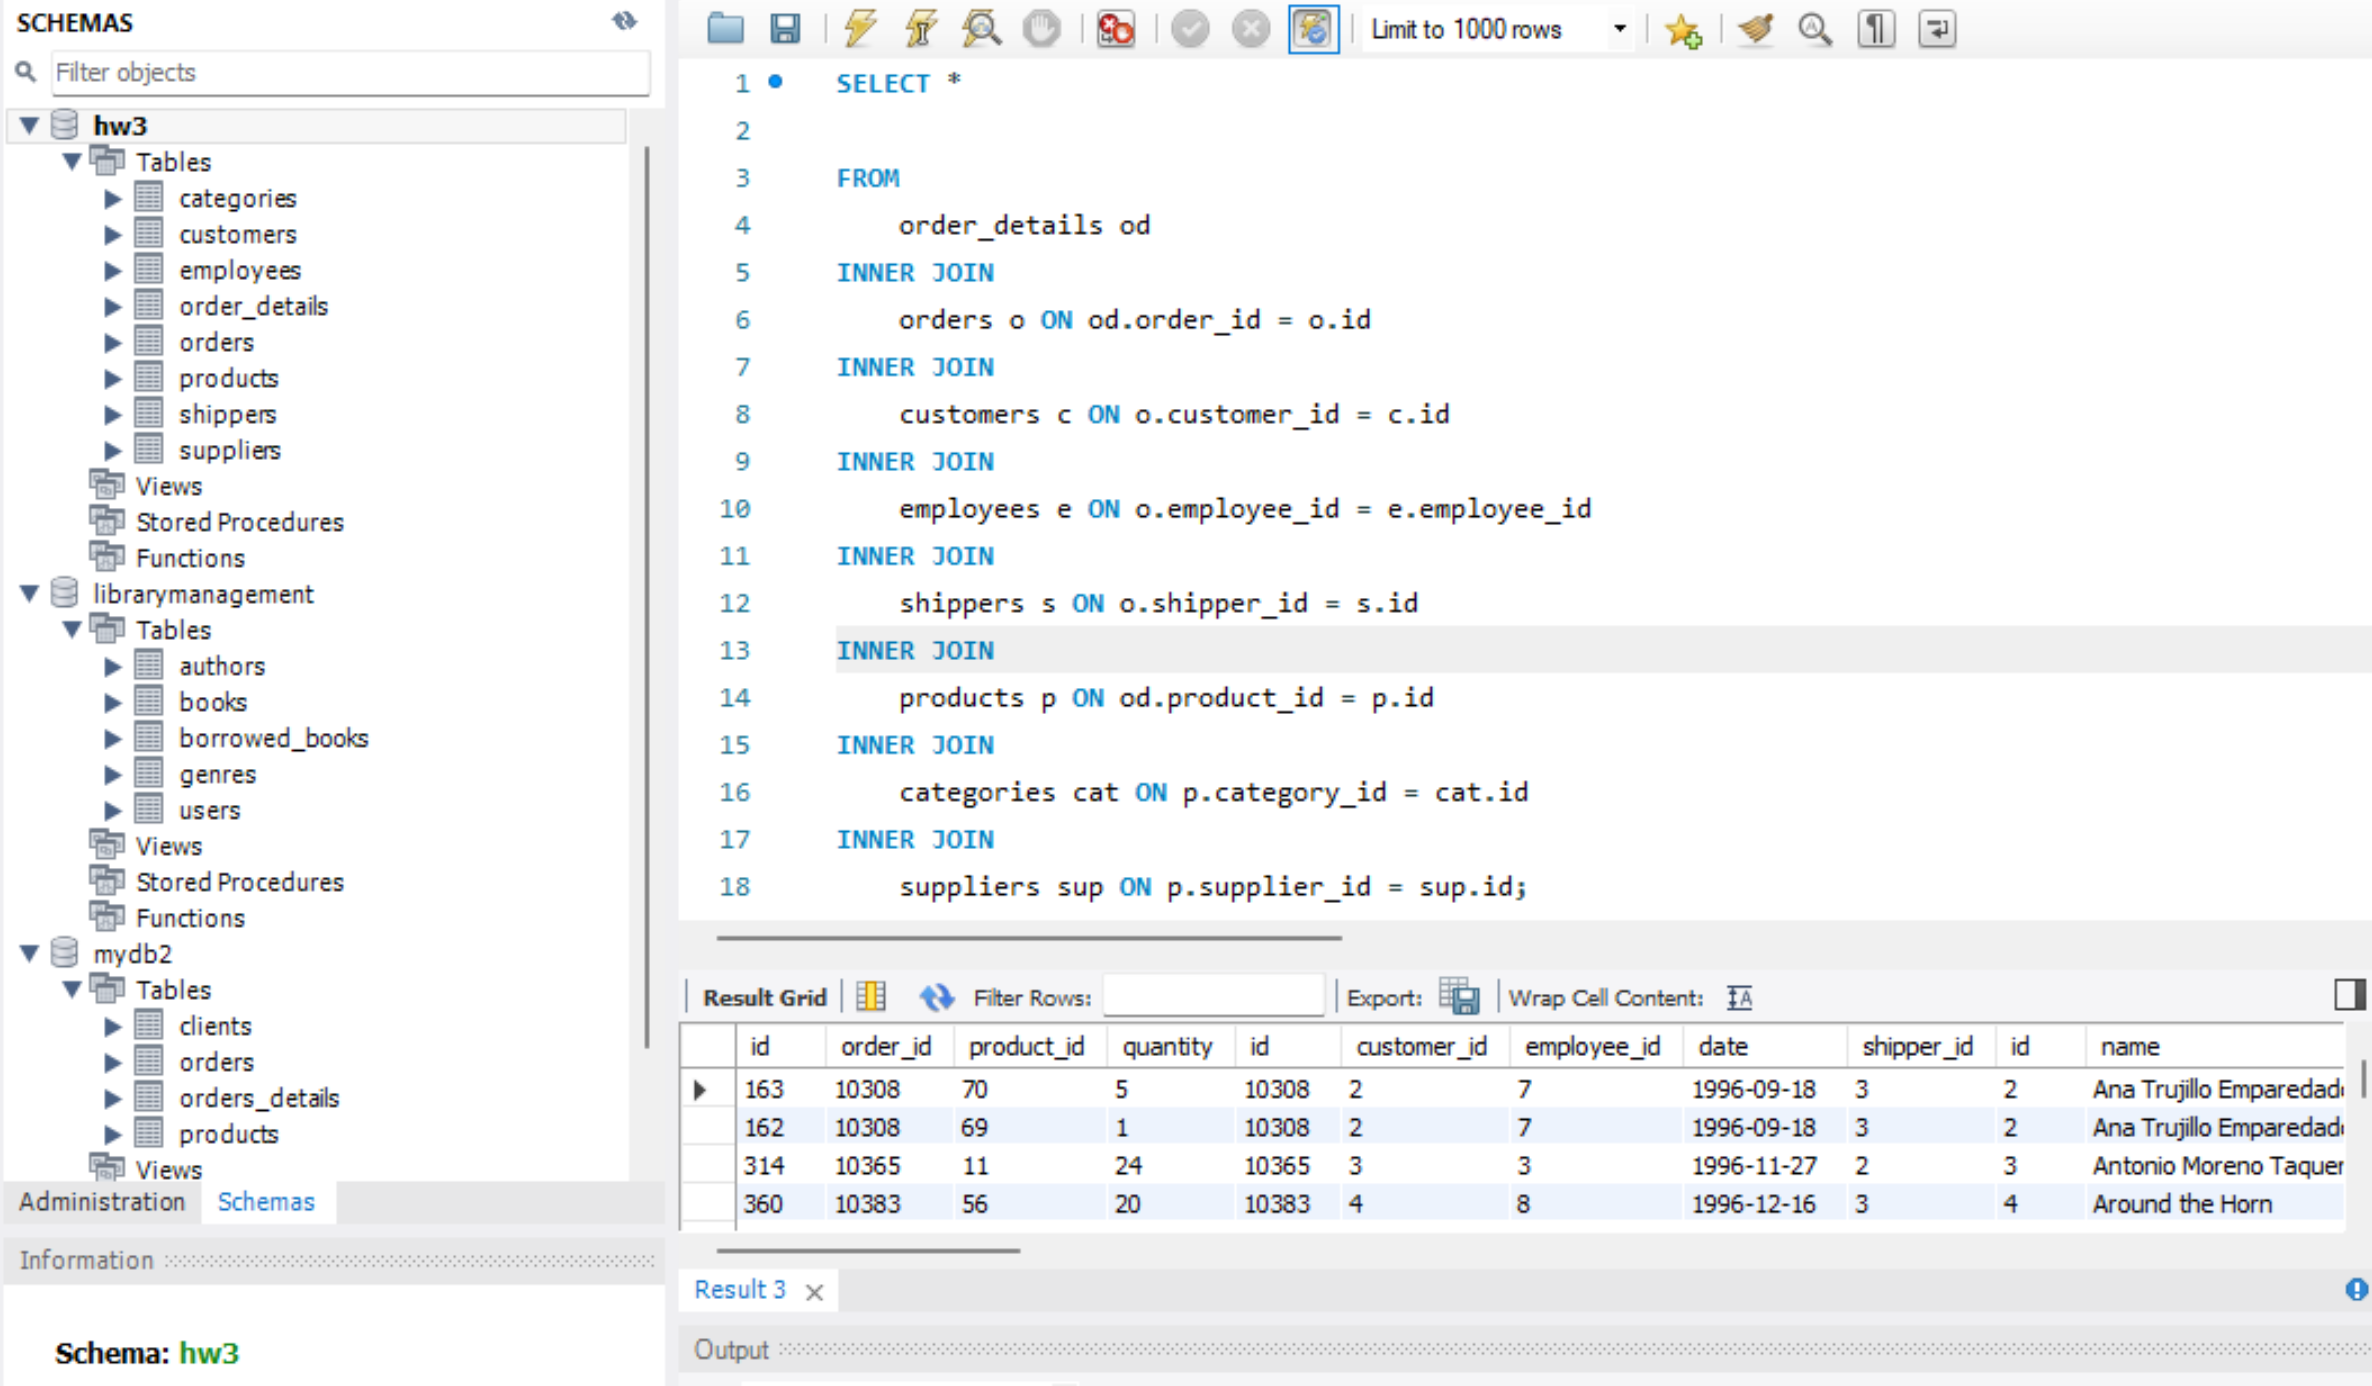 SCHEMAS
Filter objects
hw3
Tables
categories
customers
employees
order_details
orders
products
shippers
suppliers
Views
Stored Procedures
Functions
librarymanagement
Tables
authors
books
borrowed_books
genres
users
Views
Stored Procedures
Functions
mydb2
Tables
clients
orders
orders_details
products
Views
Administration Schemas
Information
Schema: hw3
Limit to 1000 rows
1 SELECT *
2
3 FROM
4 order_details od
5 INNER JOIN
6 orders o ON od.order_id = o.id
7 INNER JOIN
8 customers c ON o.customer_id = c.id
9 INNER JOIN
10 employees e ON o.employee_id = e.employee_id
11 INNER JOIN
12 shippers s ON o.shipper_id = s.id
13 INNER JOIN
14 products p ON od.product_id = p.id
15 INNER JOIN
16 categories cat ON p.category_id = cat.id
17 INNER JOIN
18 suppliers sup ON p.supplier_id = sup.id;
Result Grid Filter Rows: Export: Wrap Cell Content:
id order_id product_id quantity id customer_id employee_id date shipper_id id name
163 10308 70 5 10308 2 7 1996-09-18 3 2 Ana Trujillo Emparedad
162 10308 69 1 10308 2 7 1996-09-18 3 2 Ana Trujillo Emparedad
314 10365 11 24 10365 3 3 1996-11-27 2 3 Antonio Moreno Taquer
360 10383 56 20 10383 4 8 1996-12-16 3 4 Around the Horn
Result 3
Output